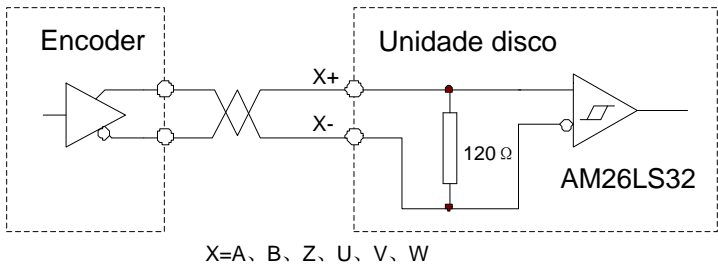 Encoder
Unidade disco
X+
X-
120 Ω
AM26LS32
X=A、B、Z、U、V、W